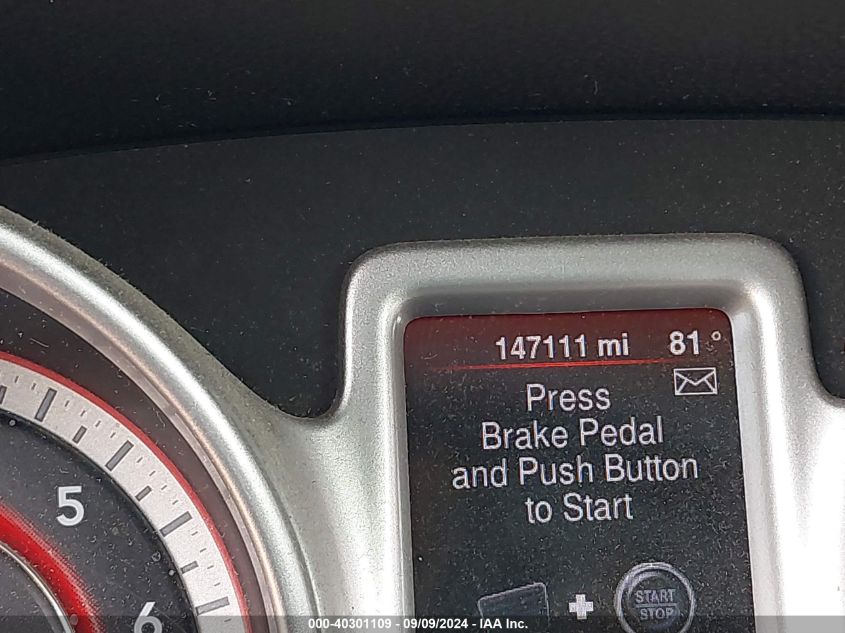 147111 mi 81°
Press
Brake Pedal
and Push Button
to Start
5
6
START
STOP
000-40301109 - 09/09/2024 - IAA Inc.